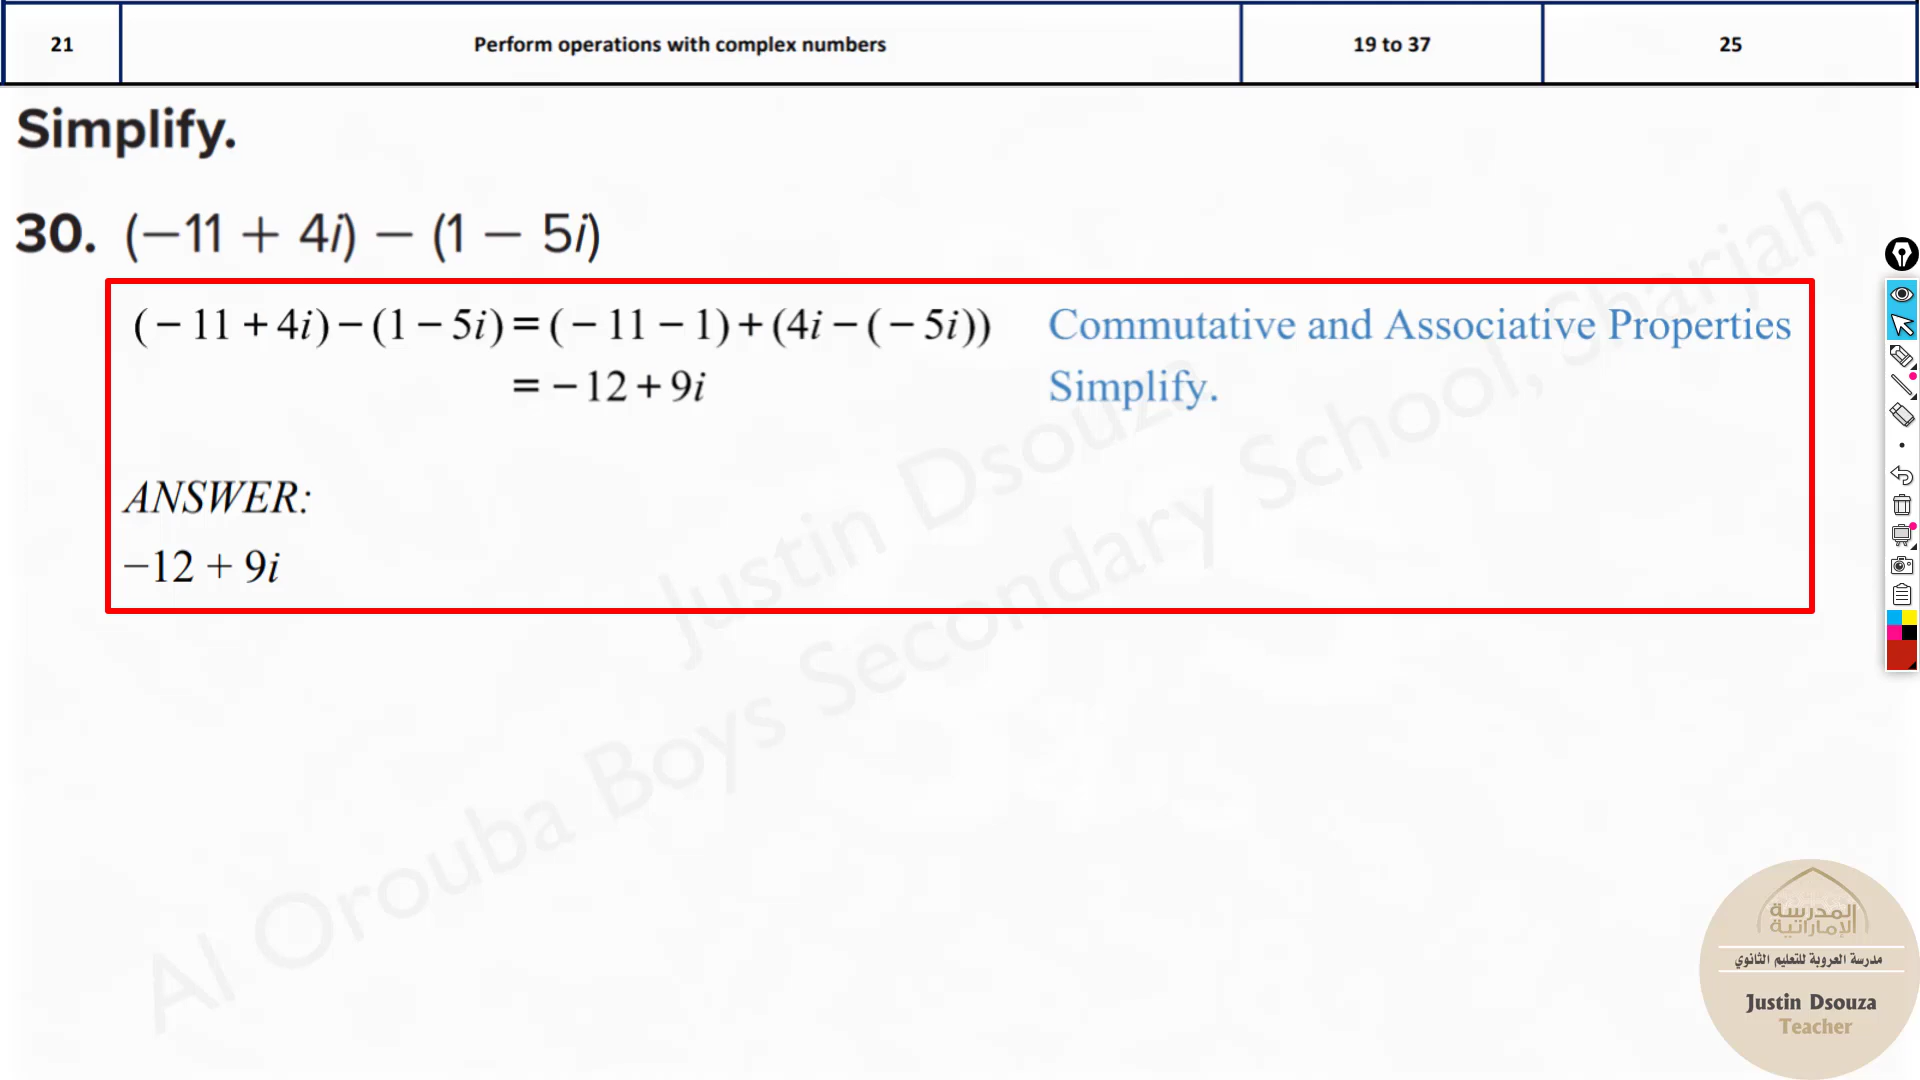 21 Perform operations with complex numbers 19 to 37 25
Simplify.
30. (−11 + 4i) − (1 − 5i)
(−11+4i)−(1−5i)=(−11−1)+(4i−(−5i)) Commutative and Associative Properties
=−12+9i Simplify.
ANSWER:
−12 + 9i
Justin Dsouza
Al Orouba Boys Secondary School, Sharjah
المدرسة
الإماراتية
مدرسة العروبة للتعليم الثانوي
Justin Dsouza
Teacher